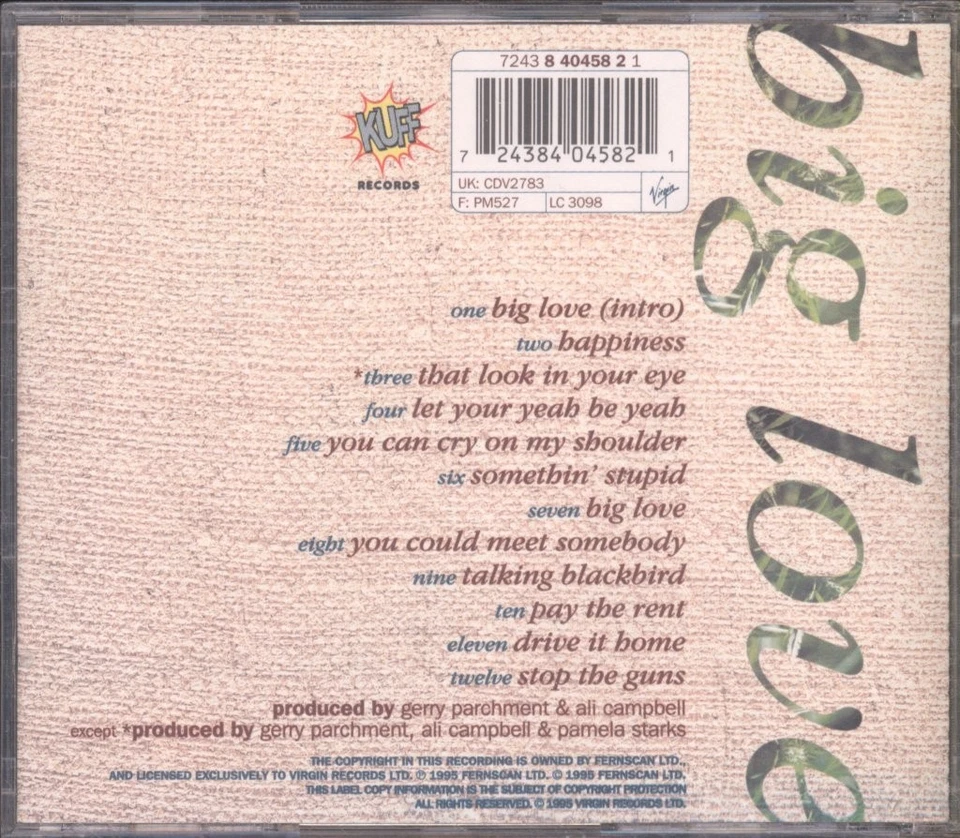 7243 8 40458 2 1
KUFF
RECORDS
7 24384 04582 1
UK: CDV2783
F: PM527 LC 3098
Virgin
big love
one big love (intro)
two happiness
*three that look in your eye
four let your yeah be yeah
five you can cry on my shoulder
six somethin' stupid
seven big love
eight you could meet somebody
nine talking blackbird
ten pay the rent
eleven drive it home
twelve stop the guns
produced by gerry parchment & ali campbell
except *produced by gerry parchment, ali campbell & pamela starks
THE COPYRIGHT IN THIS RECORDING IS OWNED BY FERNSCAN LTD.,
AND LICENSED EXCLUSIVELY TO VIRGIN RECORDS LTD. ℗ 1995 FERNSCAN LTD. © 1995 FERNSCAN LTD.
THIS LABEL COPY INFORMATION IS THE SUBJECT OF COPYRIGHT PROTECTION
ALL RIGHTS RESERVED. © 1995 VIRGIN RECORDS LTD.